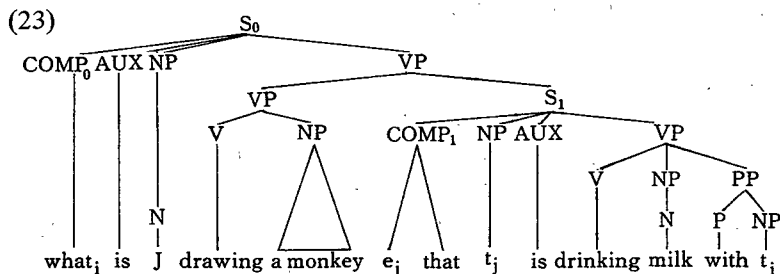 (23)
S₀
COMP₀ AUX NP VP
VP S₁
V NP COMP₁ NP AUX VP
V NP PP
N N P NP
whatᵢ is J drawing a monkey eⱼ that tⱼ is drinking milk with tᵢ